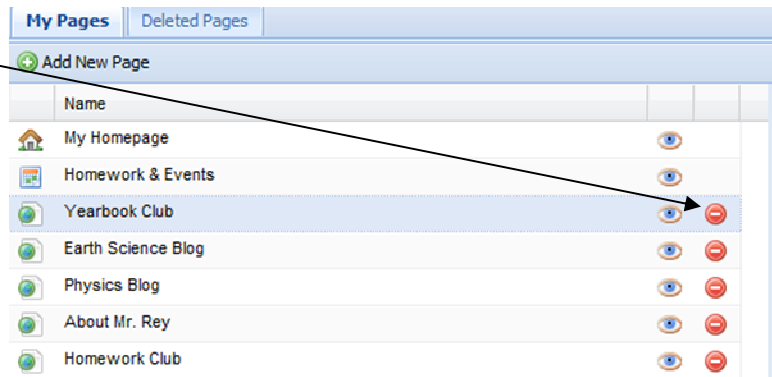 My Pages Deleted Pages
Add New Page
Name
My Homepage
Homework & Events
Yearbook Club
Earth Science Blog
Physics Blog
About Mr. Rey
Homework Club